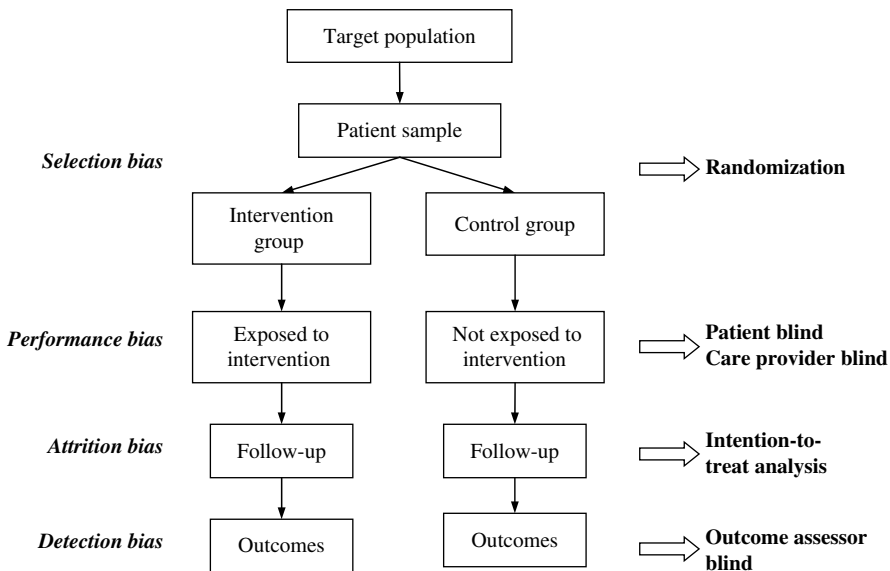 Target population
Patient sample
Selection bias
Randomization
Intervention
group
Control group
Performance bias
Exposed to
intervention
Not exposed to
intervention
Patient blind
Care provider blind
Attrition bias
Follow-up
Follow-up
Intention-to-
treat analysis
Detection bias
Outcomes
Outcomes
Outcome assessor
blind